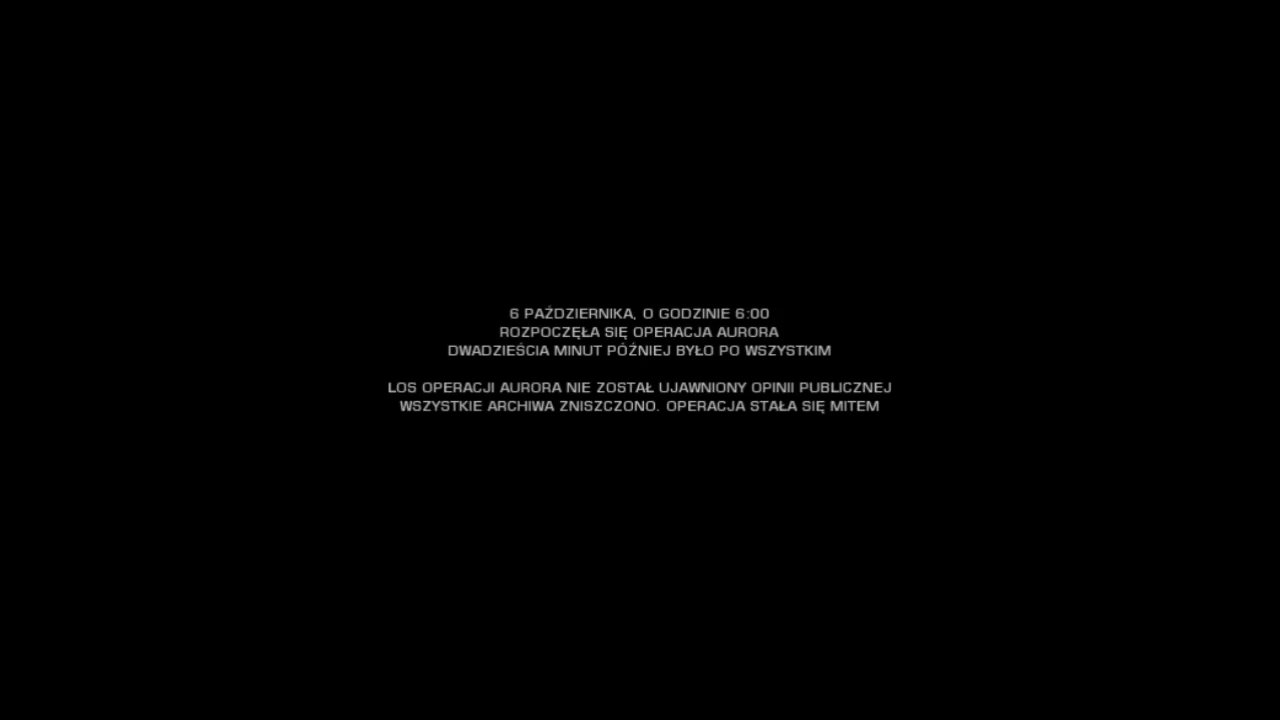 6 PAŹDZIERNIKA, O GODZINIE 6:00
ROZPOCZĘŁA SIĘ OPERACJA AURORA
DWADZIEŚCIA MINUT PÓŹNIEJ BYŁO PO WSZYSTKIM
LOS OPERACJI AURORA NIE ZOSTAŁ UJAWNIONY OPINII PUBLICZNEJ
WSZYSTKIE ARCHIWA ZNISZCZONO. OPERACJA STAŁA SIĘ MITEM